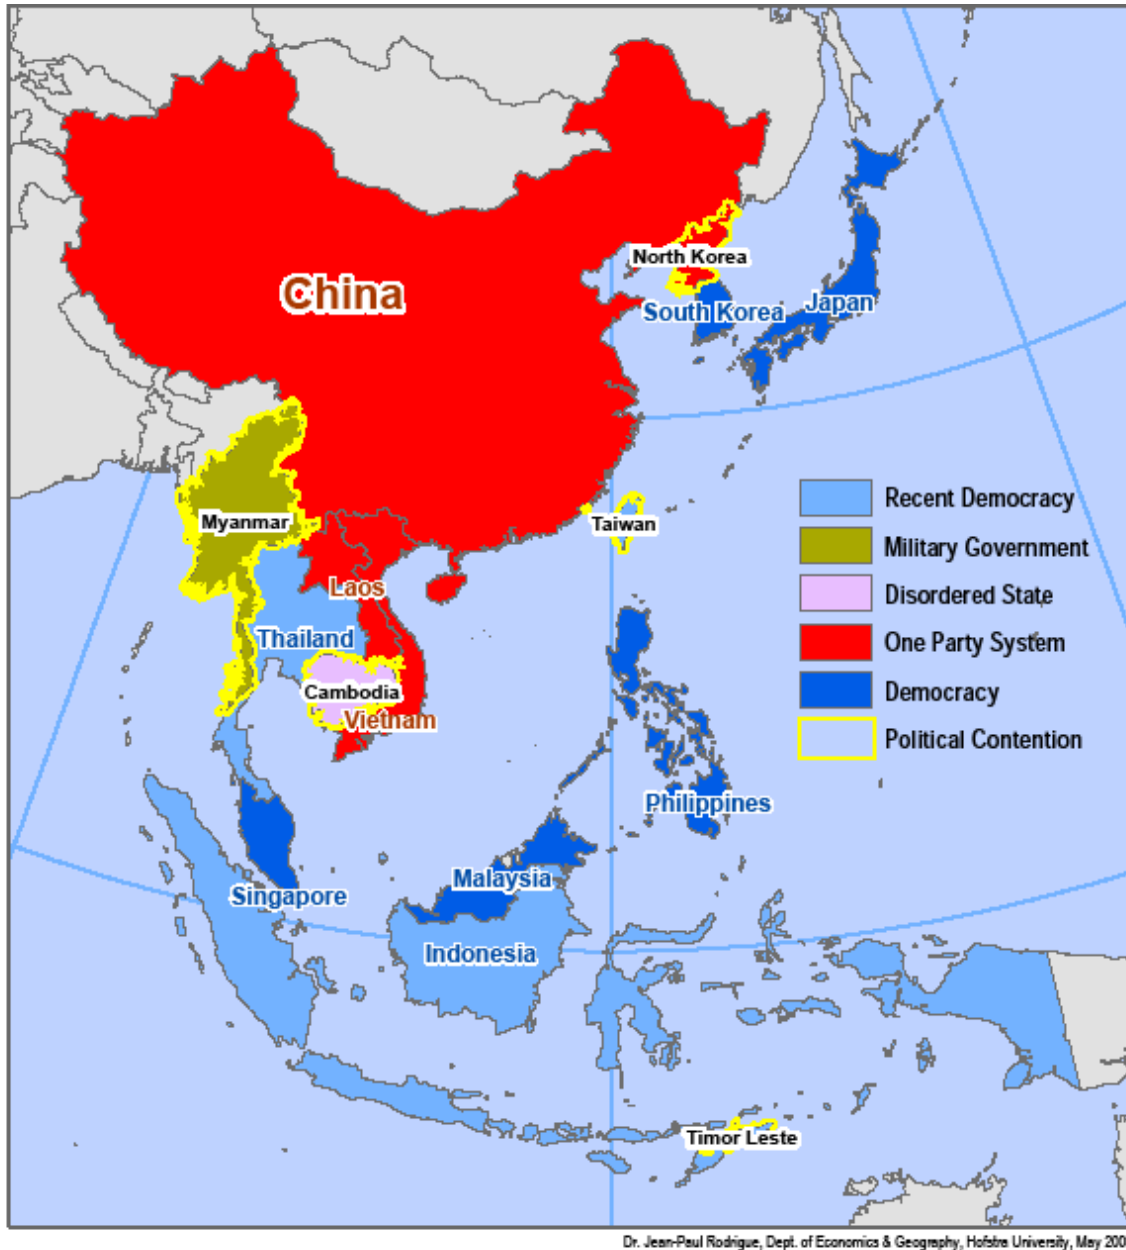 China
North Korea
South Korea
Japan
Myanmar
Taiwan
Laos
Thailand
Cambodia
Vietnam
Philippines
Singapore
Malaysia
Indonesia
Timor Leste
Recent Democracy
Military Government
Disordered State
One Party System
Democracy
Political Contention
Dr. Jean-Paul Rodrigue, Dept. of Economics & Geography, Hofstra University, May 200